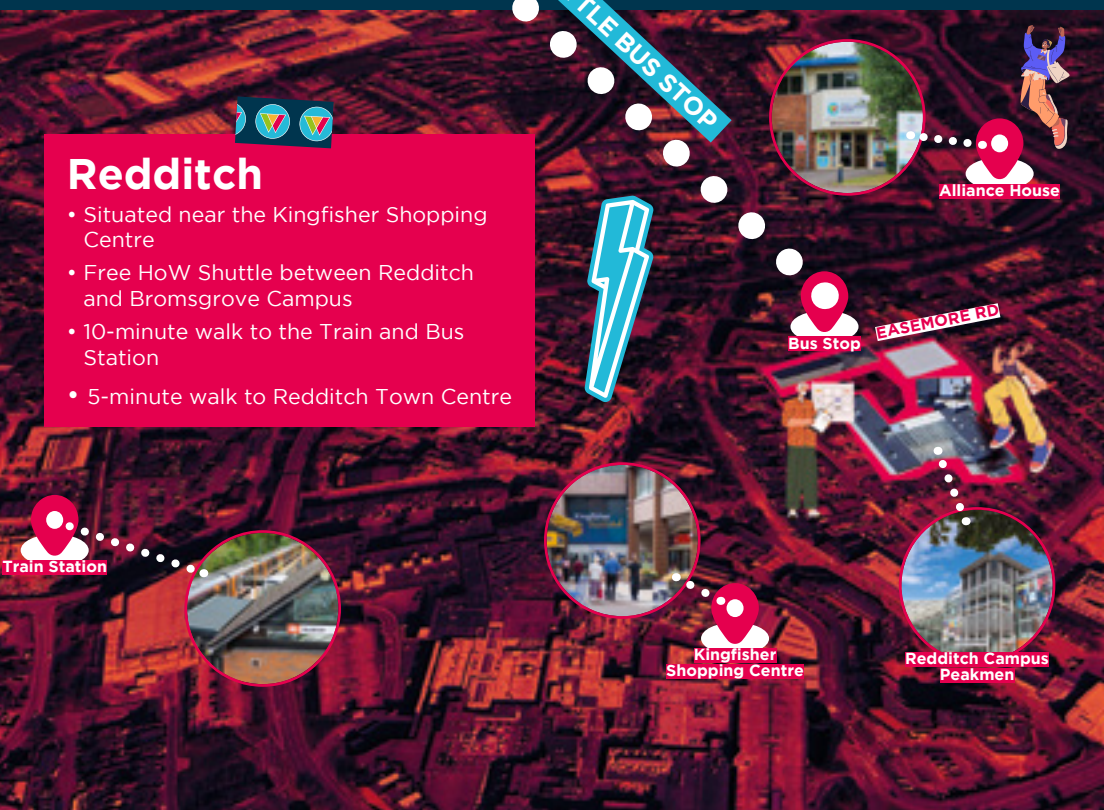 TLE BUS STOP
Alliance House
Redditch
• Situated near the Kingfisher Shopping
Centre
• Free HoW Shuttle between Redditch
and Bromsgrove Campus
• 10-minute walk to the Train and Bus
Station
• 5-minute walk to Redditch Town Centre
Bus Stop
EASEMORE RD
Train Station
Kingfisher
Shopping Centre
Redditch Campus
Peakmen